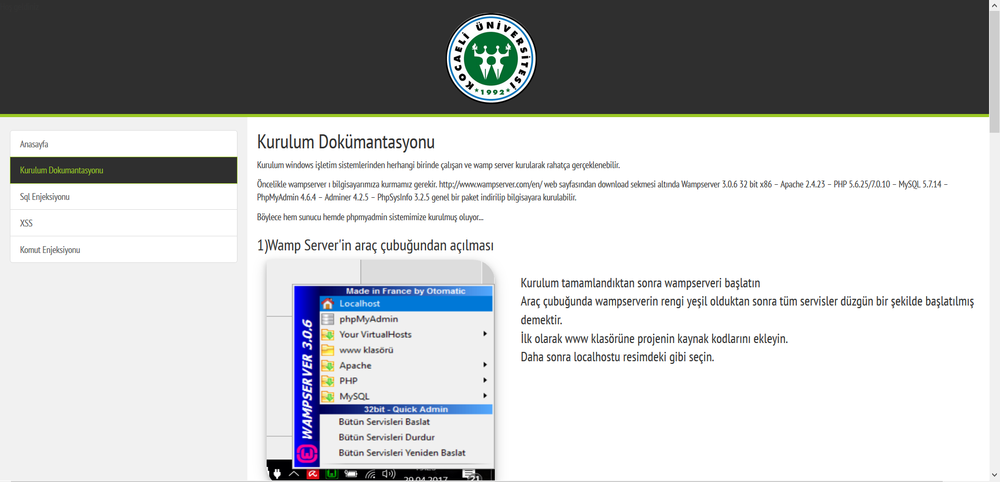 KOCAELİ ÜNİVERSİTESİ
1992
Anasayfa
Kurulum Dokumantasyonu
Sql Enjeksiyonu
XSS
Komut Enjeksiyonu
Kurulum Dokümantasyonu
Kurulum windows işletim sistemlerinden herhangi birinde çalışan ve wamp server kurularak rahatça gerçeklenebilir.
Öncelikle wampserver ı bilgisayarımıza kurmamız gerekir. http://www.wampserver.com/en/ web sayfasından download sekmesi altında Wampserver 3.0.6 32 bit x86 – Apache 2.4.23 – PHP 5.6.25/7.0.10 – MySQL 5.7.14 –
PhpMyAdmin 4.6.4 – Adminer 4.2.5 – PhpSysInfo 3.2.5 genel bir paket indirilip bilgisayara kurulabilir.
Böylece hem sunucu hemde phpmyadmin sistemimize kurulmuş oluyor...
1)Wamp Server'in araç çubuğundan açılması
Made in France by Otomatic
Localhost
phpMyAdmin
Your VirtualHosts
www klasörü
Apache
PHP
MySQL
32bit - Quick Admin
Bütün Servisleri Baslat
Bütün Servisleri Durdur
Bütün Servisleri Yeniden Baslat
WAMPSERVER 3.0.6
29.04.2017
21
Kurulum tamamlandıktan sonra wampserveri başlatın
Araç çubuğunda wampserverin rengi yeşil olduktan sonra tüm servisler düzgün bir şekilde başlatılmış
demektir.
İlk olarak www klasörüne projenin kaynak kodlarını ekleyin.
Daha sonra localhostu resimdeki gibi seçin.